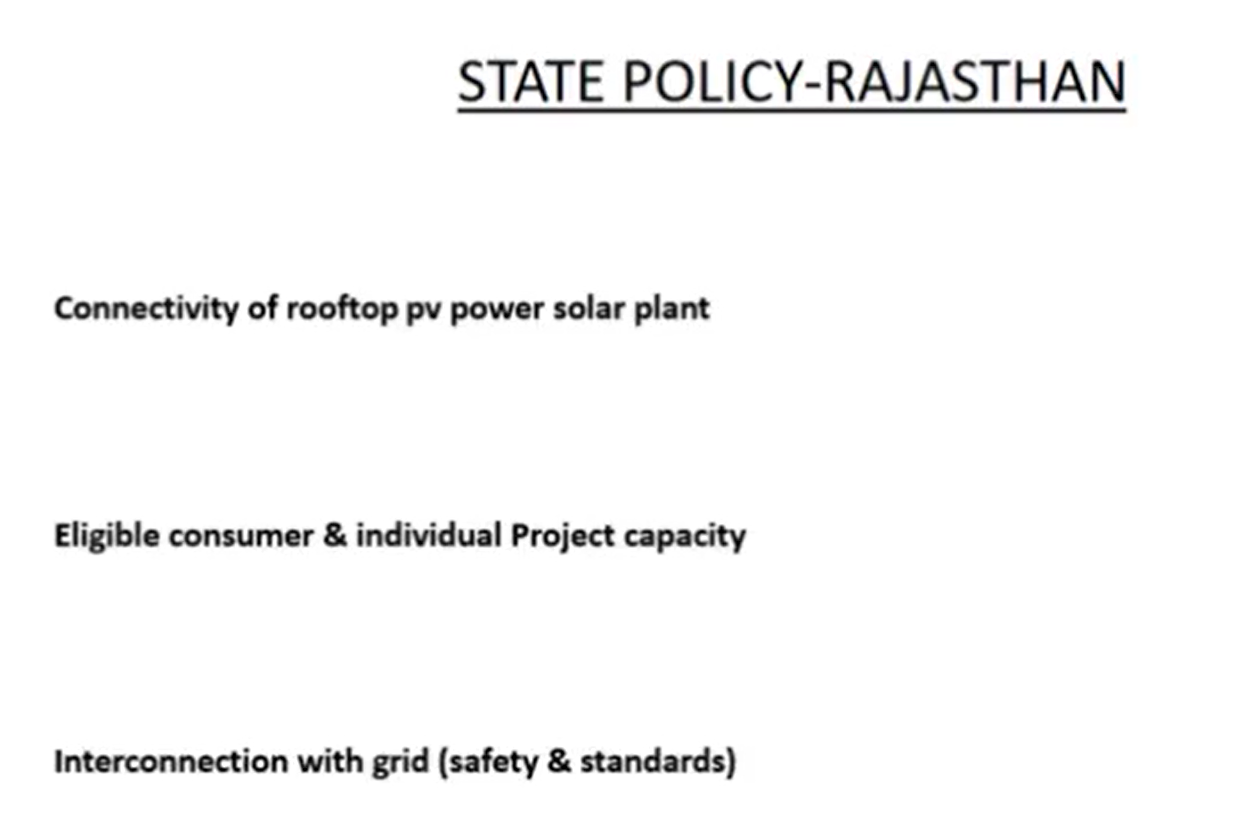 STATE POLICY-RAJASTHAN
Connectivity of rooftop pv power solar plant
Eligible consumer & individual Project capacity
Interconnection with grid (safety & standards)